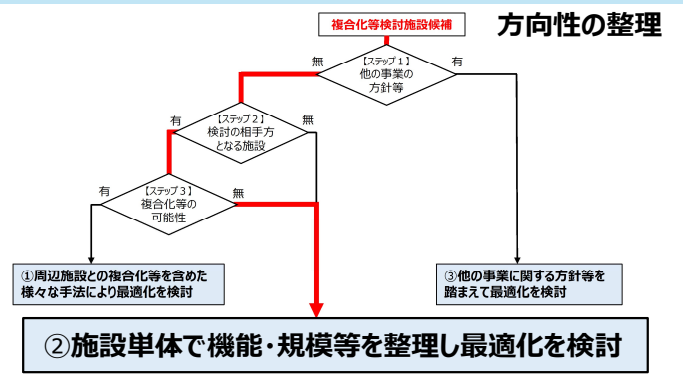 方向性の整理
複合化等検討施設候補
無
【ステップ1】
他の事業の
方針等
有
有
【ステップ2】
検討の相手方
となる施設
無
有
【ステップ3】
複合化等の
可能性
無
①周辺施設との複合化等を含めた
様々な手法により最適化を検討
③他の事業に関する方針等を
踏まえて最適化を検討
②施設単体で機能・規模等を整理し最適化を検討